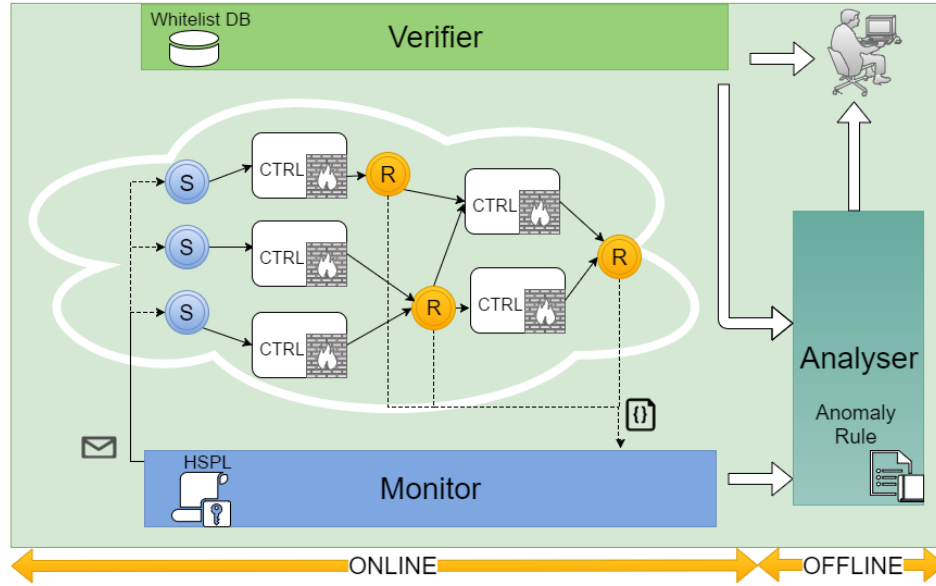 Whitelist DB
Verifier
S
CTRL
R
CTRL
S
CTRL
R
S
R
CTRL
CTRL
Analyser
Anomaly
Rule
{}
HSPL
Monitor
ONLINE
OFFLINE